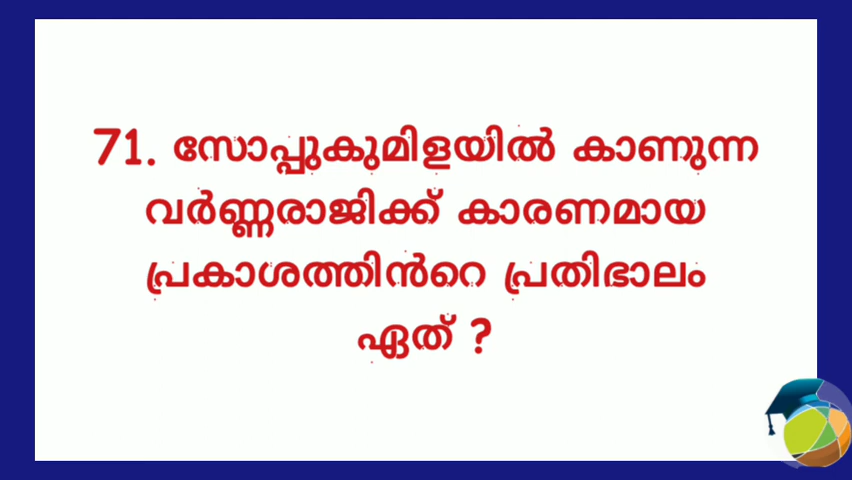 71. സോപ്പുകുമിളയിൽ കാണുന്ന
വർണ്ണരാജിക്ക് കാരണമായ
പ്രകാശത്തിൻറെ പ്രതിഭാലം
ഏത് ?